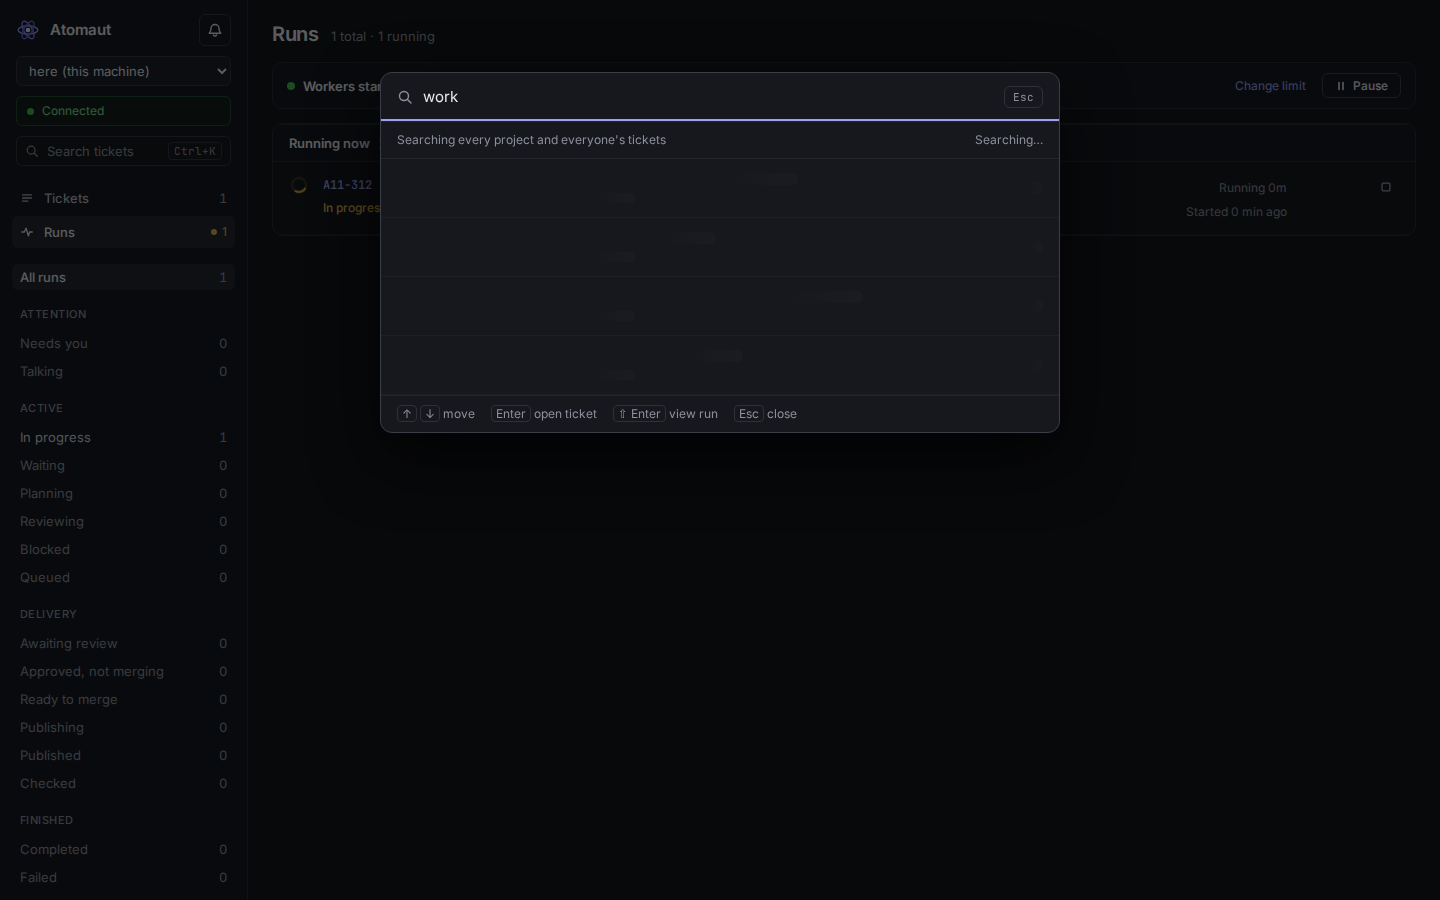 Atomaut
here (this machine)
Connected
Search tickets Ctrl+K
Tickets 1
Runs 1
All runs 1
ATTENTION
Needs you 0
Talking 0
ACTIVE
In progress 1
Waiting 0
Planning 0
Reviewing 0
Blocked 0
Queued 0
DELIVERY
Awaiting review 0
Approved, not merging 0
Ready to merge 0
Publishing 0
Published 0
Checked 0
FINISHED
Completed 0
Failed 0
Runs 1 total · 1 running
Workers star
Change limit Pause
Running now
A11-312
In progres
Running 0m
Started 0 min ago
work Esc
Searching every project and everyone's tickets Searching...
↑ ↓ move Enter open ticket ⇧ Enter view run Esc close